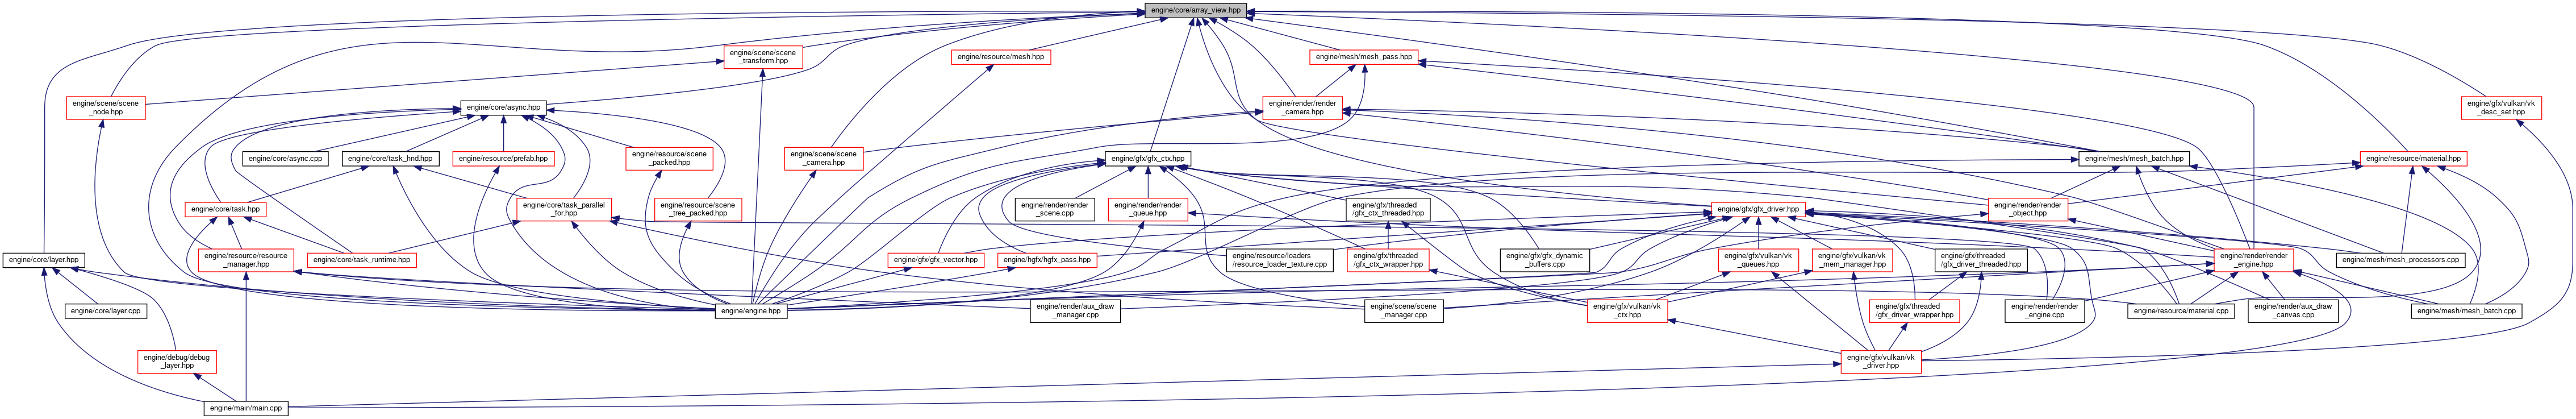 engine/core/array_view.hpp
engine/scene/scene
_transform.hpp
engine/resource/mesh.hpp
engine/mesh/mesh_pass.hpp
engine/scene/scene
_node.hpp
engine/core/async.hpp
engine/render/render
_camera.hpp
engine/gfx/vulkan/vk
_desc_set.hpp
engine/core/async.cpp
engine/core/task_hnd.hpp
engine/resource/prefab.hpp
engine/resource/scene
_packed.hpp
engine/scene/scene
_camera.hpp
engine/gfx/gfx_ctx.hpp
engine/mesh/mesh_batch.hpp
engine/resource/material.hpp
engine/core/task.hpp
engine/core/task_parallel
_for.hpp
engine/resource/scene
_tree_packed.hpp
engine/render/render
_scene.cpp
engine/render/render
_queue.hpp
engine/gfx/threaded
/gfx_ctx_threaded.hpp
engine/gfx/gfx_driver.hpp
engine/render/render
_object.hpp
engine/core/layer.hpp
engine/resource/resource
_manager.hpp
engine/core/task_runtime.hpp
engine/gfx/gfx_vector.hpp
engine/hgfx/hgfx_pass.hpp
engine/resource/loaders
/resource_loader_texture.cpp
engine/gfx/threaded
/gfx_ctx_wrapper.hpp
engine/gfx/gfx_dynamic
_buffers.cpp
engine/gfx/vulkan/vk
_queues.hpp
engine/gfx/vulkan/vk
_mem_manager.hpp
engine/gfx/threaded
/gfx_driver_threaded.hpp
engine/render/render
_engine.hpp
engine/mesh/mesh_processors.cpp
engine/core/layer.cpp
engine/engine.hpp
engine/render/aux_draw
_manager.cpp
engine/scene/scene
_manager.cpp
engine/gfx/vulkan/vk
_ctx.hpp
engine/gfx/threaded
/gfx_driver_wrapper.hpp
engine/render/render
_engine.cpp
engine/resource/material.cpp
engine/render/aux_draw
_canvas.cpp
engine/mesh/mesh_batch.cpp
engine/debug/debug
_layer.hpp
engine/gfx/vulkan/vk
_driver.hpp
engine/main/main.cpp